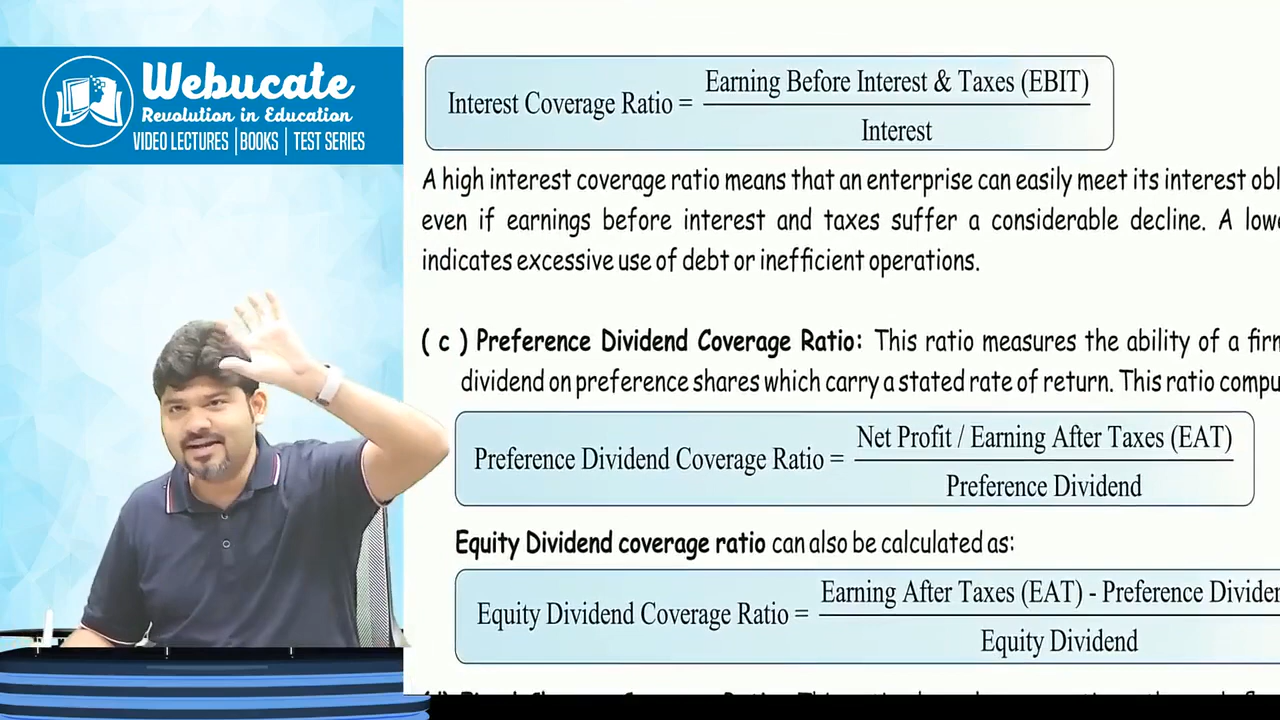 Webucate
Revolution in Education
VIDEO LECTURES | BOOKS | TEST SERIES
Interest Coverage Ratio = Earning Before Interest & Taxes (EBIT)
Interest
A high interest coverage ratio means that an enterprise can easily meet its interest obl
even if earnings before interest and taxes suffer a considerable decline. A lowe
indicates excessive use of debt or inefficient operations.
( c ) Preference Dividend Coverage Ratio: This ratio measures the ability of a firm
dividend on preference shares which carry a stated rate of return. This ratio compu
Preference Dividend Coverage Ratio = Net Profit / Earning After Taxes (EAT)
Preference Dividend
Equity Dividend coverage ratio can also be calculated as:
Equity Dividend Coverage Ratio = Earning After Taxes (EAT) - Preference Dividen
Equity Dividend